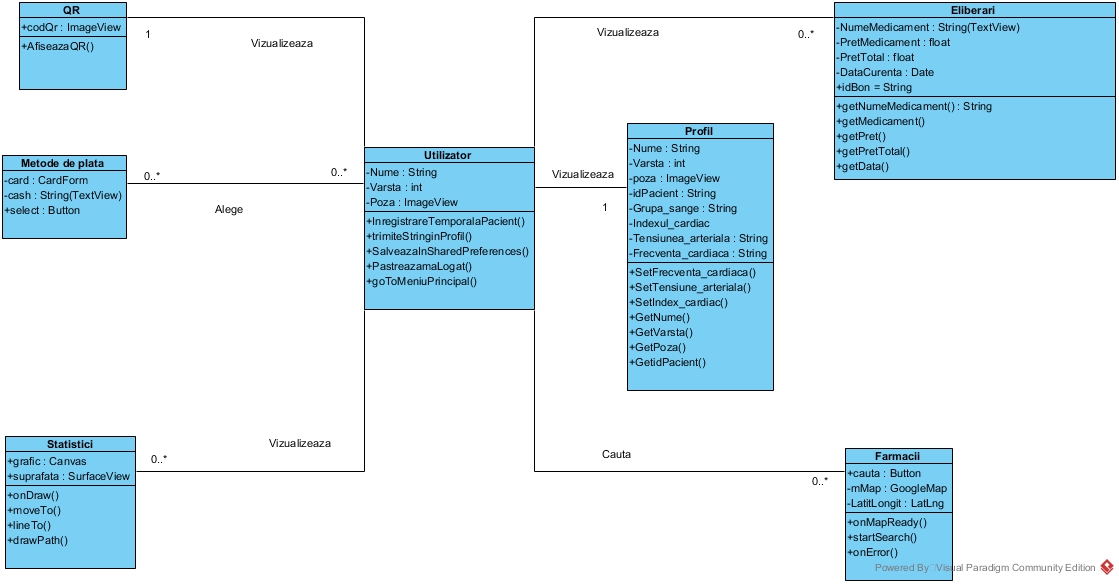 QR
+codQr : ImageView
+AfiseazaQR()
1
Vizualizeaza
Vizualizeaza
0..*
Eliberari
-NumeMedicament : String(TextView)
-PretMedicament : float
-PretTotal : float
-DataCurenta : Date
+idBon = String
+getNumeMedicament() : String
+getMedicament()
+getPret()
+getPretTotal()
+getData()
Metode de plata
-card : CardForm
-cash : String(TextView)
+select : Button
0..*
0..*
Alege
Utilizator
-Nume : String
-Varsta : int
-Poza : ImageView
+InregistrareTemporalaPacient()
+trimiteStringinProfil()
+SalveazaInSharedPreferences()
+PastreazamaLogat()
+goToMeniuPrincipal()
Vizualizeaza
1
Profil
-Nume : String
-Varsta : int
-poza : ImageView
-idPacient : String
-Grupa_sange : String
-Indexul_cardiac
-Tensiunea_arteriala : String
-Frecventa_cardiaca : String
+SetFrecventa_cardiaca()
+SetTensiune_arteriala()
+SetIndex_cardiac()
+GetNume()
+GetVarsta()
+GetPoza()
+GetidPacient()
Statistici
+grafic : Canvas
+suprafata : SurfaceView
+onDraw()
+moveTo()
+lineTo()
+drawPath()
Vizualizeaza
0..*
Cauta
0..*
Farmacii
+cauta : Button
-mMap : GoogleMap
-LatitLongit : LatLng
+onMapReady()
+startSearch()
+onError()
Powered By Visual Paradigm Community Edition